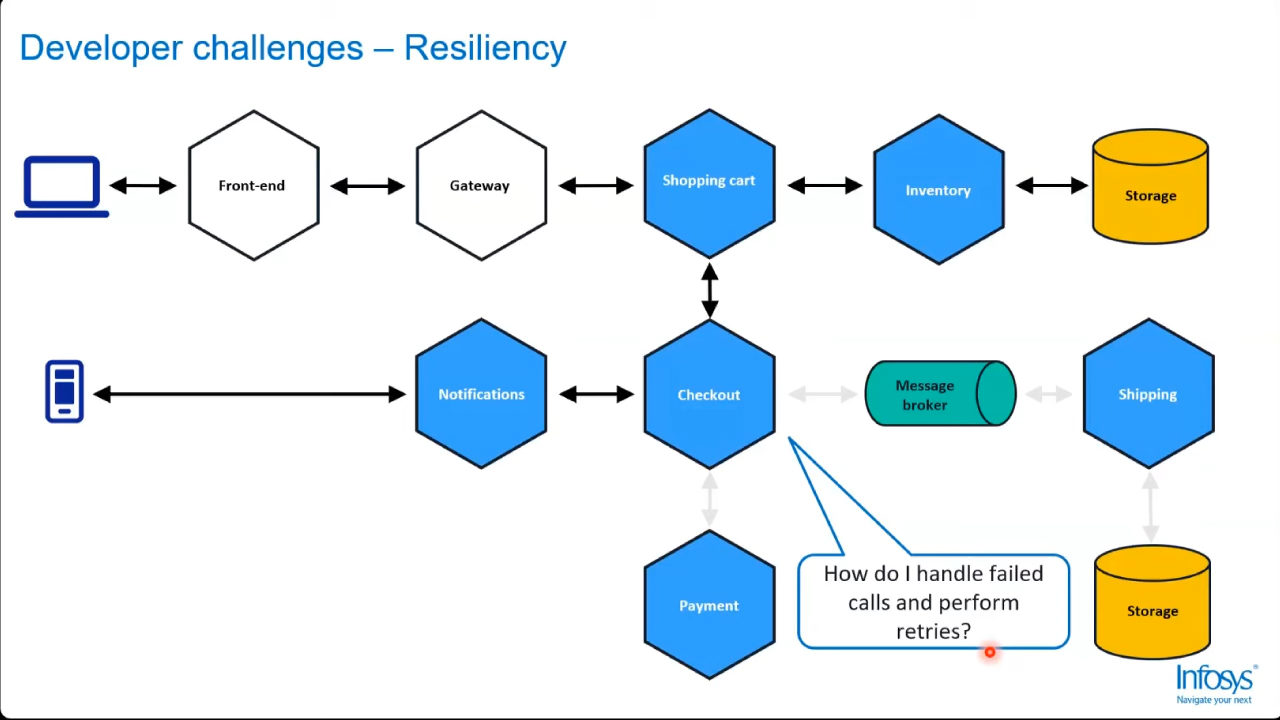 Developer challenges – Resiliency
Front-end
Gateway
Shopping cart
Inventory
Storage
Notifications
Checkout
Message
broker
Shipping
Payment
How do I handle failed
calls and perform
retries?
Storage
Infosys®
Navigate your next